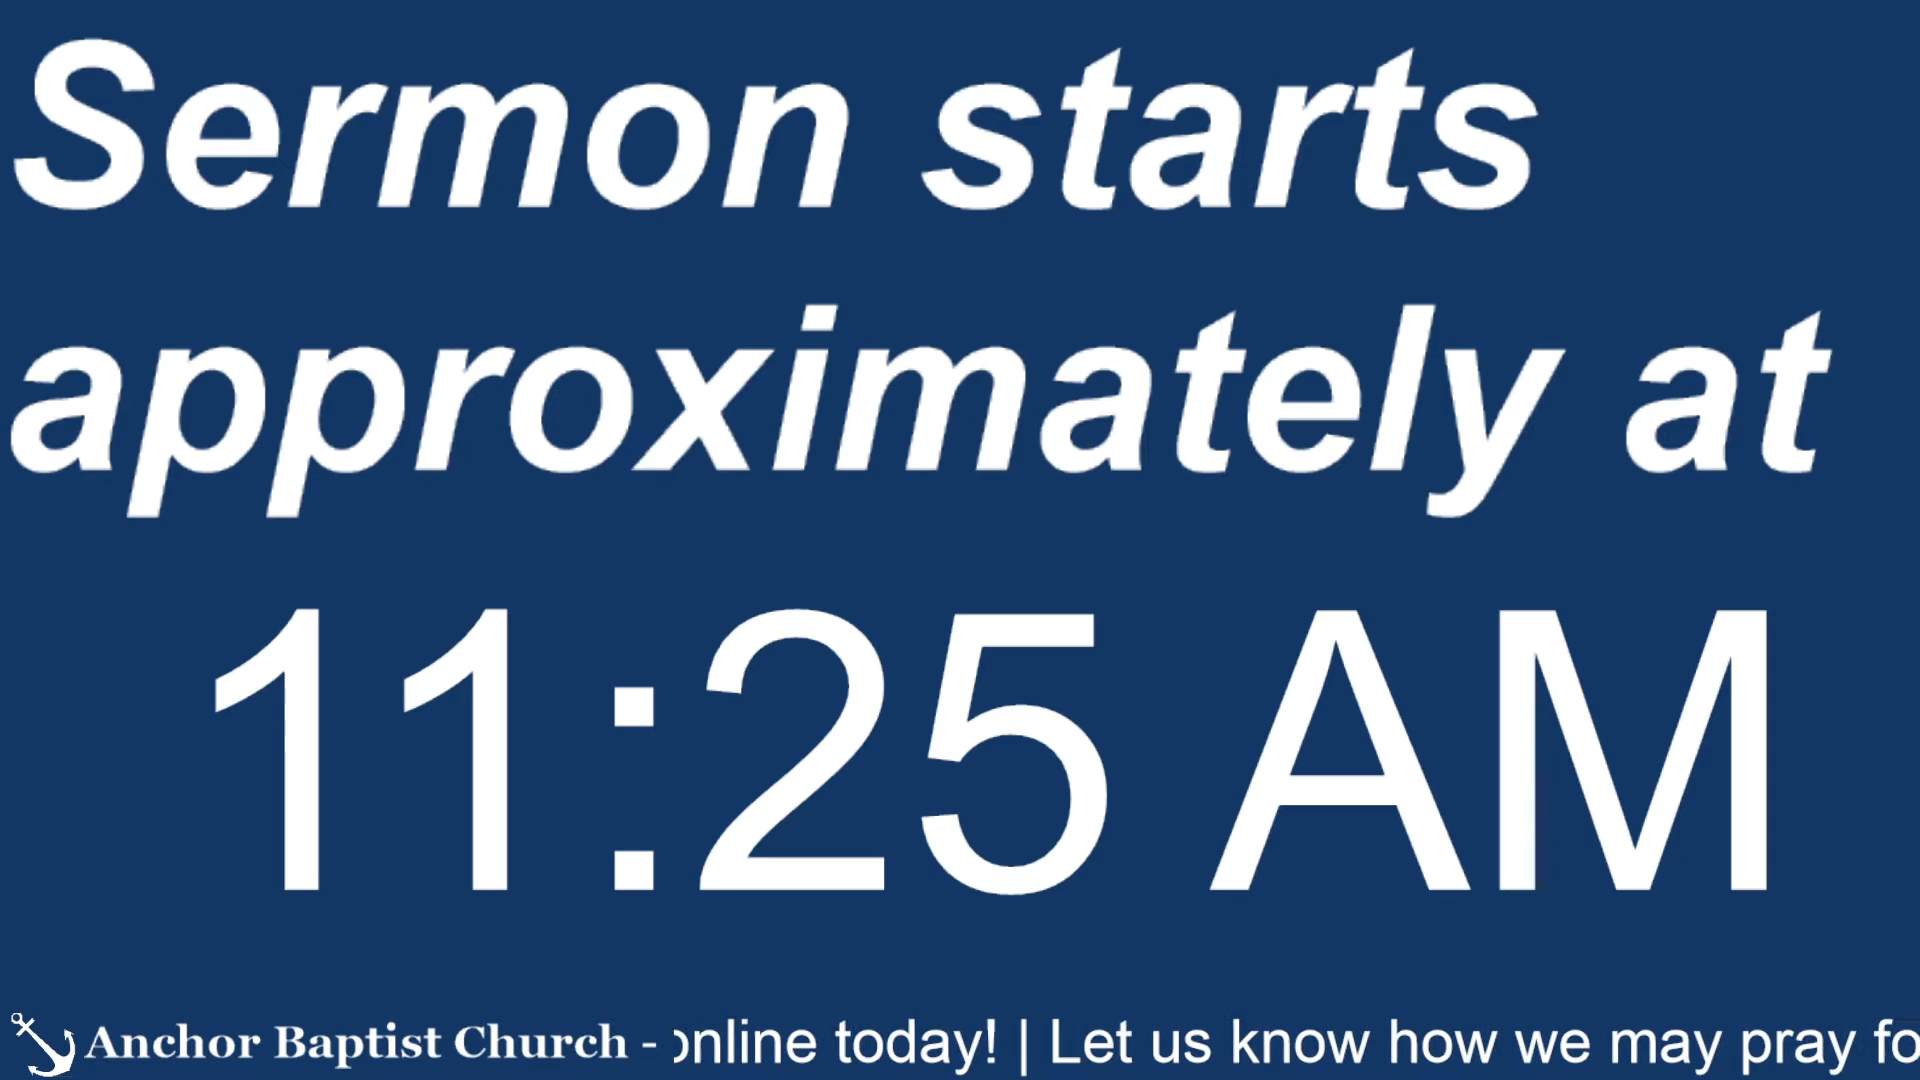 Sermon starts
approximately at
11:25 AM
Anchor Baptist Church - online today! | Let us know how we may pray fo